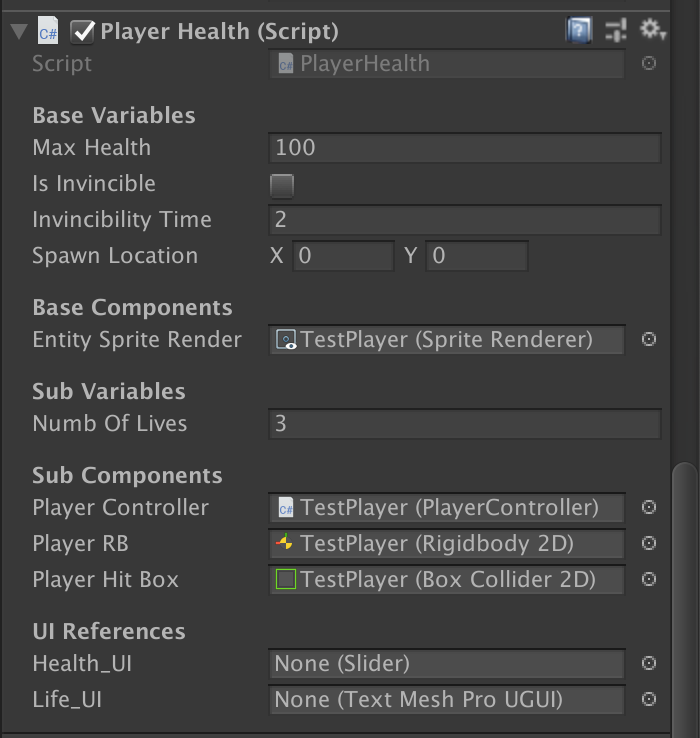 Player Health (Script)
Script PlayerHealth
Base Variables
Max Health 100
Is Invincible
Invincibility Time 2
Spawn Location X 0 Y 0
Base Components
Entity Sprite Render TestPlayer (Sprite Renderer)
Sub Variables
Numb Of Lives 3
Sub Components
Player Controller C# TestPlayer (PlayerController)
Player RB TestPlayer (Rigidbody 2D)
Player Hit Box TestPlayer (Box Collider 2D)
UI References
Health_UI None (Slider)
Life_UI None (Text Mesh Pro UGUI)